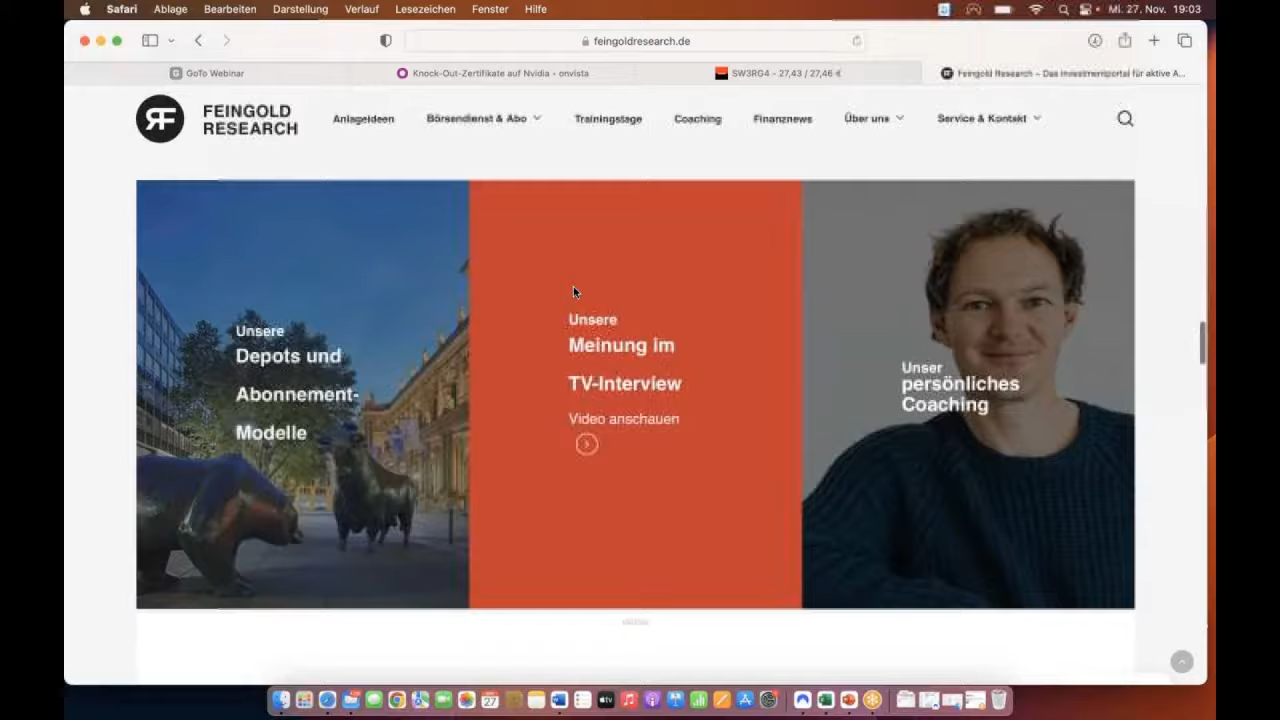 Safari Ablage Bearbeiten Darstellung Verlauf Lesezeichen Fenster Hilfe Mi. 27. Nov. 19:03
feingoldresearch.de
G GoTo Webinar
Knock-Out-Zertifikate auf Nvidia - onvista
SW3RG4 - 27,43 / 27,46 €
Feingold Research – Das Investmentportal für aktive A...
RF
FEINGOLD
RESEARCH
Anlageideen Börsendienst & Abo Trainingstage Coaching Finanznews Über uns Service & Kontakt
Unsere
Depots und
Abonnement-
Modelle
Unsere
Meinung im
TV-Interview
Video anschauen
Unser
persönliches
Coaching
27
tv